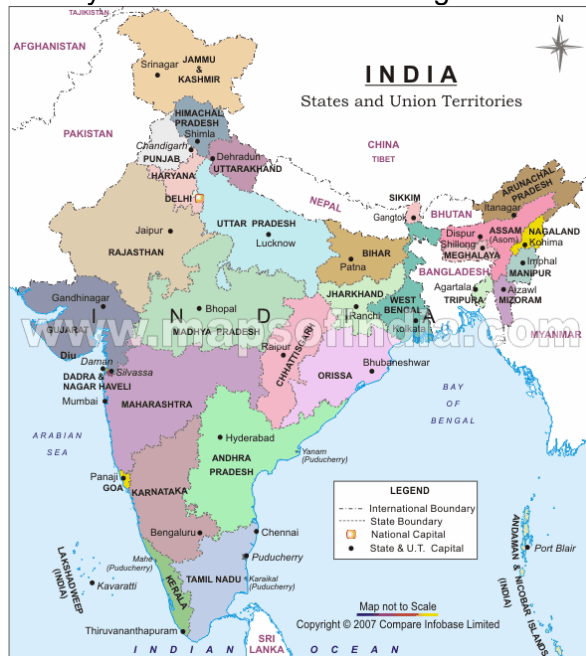 TAJIKISTAN
AFGHANISTAN
PAKISTAN
CHINA
TIBET
NEPAL
BHUTAN
BANGLADESH
MYANMAR
SRI
LANKA
N
INDIA
States and Union Territories
JAMMU
&
KASHMIR
Srinagar
HIMACHAL
PRADESH
Shimla
Chandigarh
PUNJAB
Dehradun
UTTARAKHAND
HARYANA
DELHI
Jaipur
RAJASTHAN
UTTAR PRADESH
Lucknow
SIKKIM
Gangtok
ARUNACHAL
PRADESH
Itanagar
Dispur
ASSAM
(Asom)
NAGALAND
Kohima
Shillong
MEGHALAYA
Imphal
MANIPUR
Agartala
TRIPURA
Aizawl
MIZORAM
BIHAR
Patna
JHARKHAND
Ranchi
WEST
BENGAL
Kolkata
Gandhinagar
GUJARAT
Diu
Daman
Silvassa
DADRA &
NAGAR HAVELI
Bhopal
MADHYA PRADESH
Raipur
CHHATTISGARH
Bhubaneshwar
ORISSA
I N D I A
www.mapsofindia.com
Mumbai
MAHARASHTRA
Hyderabad
ANDHRA
PRADESH
Yanam
(Puducherry)
Panaji
GOA
KARNATAKA
Bengaluru
Chennai
Puducherry
Mahe
(Puducherry)
TAMIL NADU
Karaikal
(Puducherry)
KERALA
Thiruvananthapuram
LAKSHADWEEP
(INDIA)
Kavaratti
ANDAMAN & NICOBAR ISLANDS
(INDIA)
Port Blair
ARABIAN
SEA
BAY
OF
BENGAL
INDIAN OCEAN
LEGEND
International Boundary
State Boundary
National Capital
State & U.T. Capital
Map not to Scale
Copyright © 2007 Compare Infobase Limited